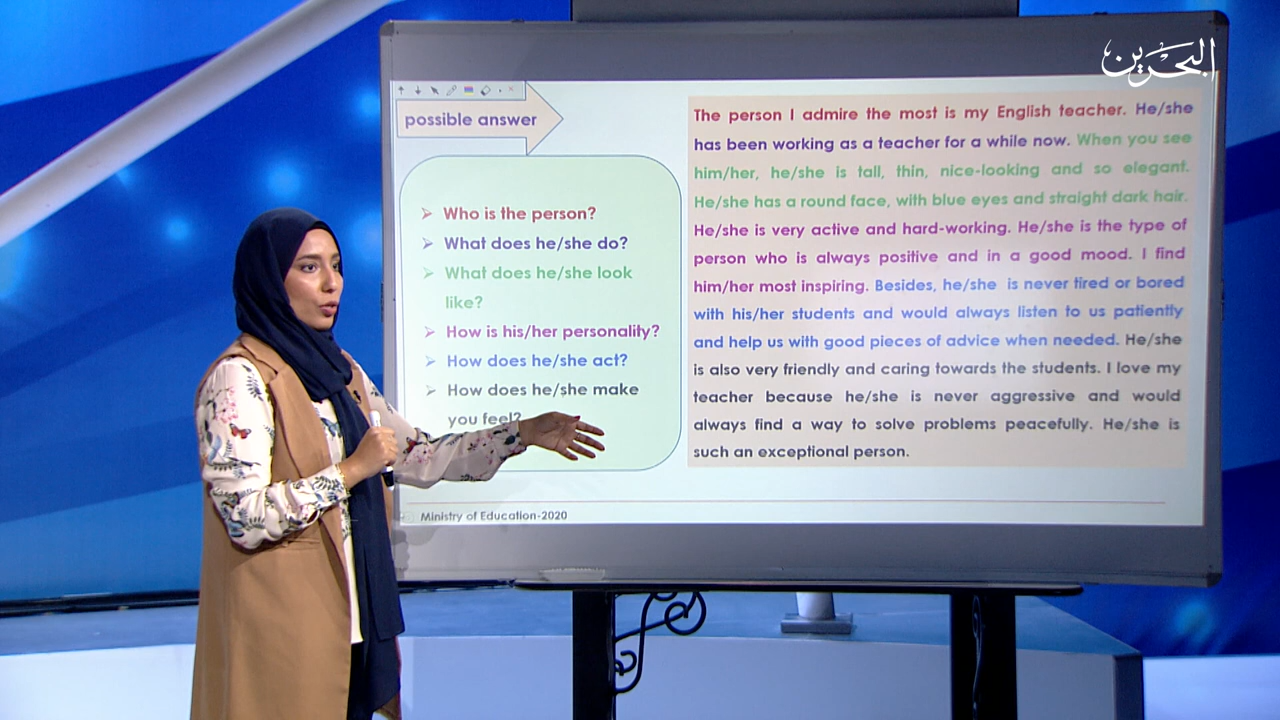 البحرين
possible answer
Who is the person?
What does he/she do?
What does he/she look
like?
How is his/her personality?
How does he/she act?
How does he/she make
you feel?
The person I admire the most is my English teacher. He/she
has been working as a teacher for a while now. When you see
him/her, he/she is tall, thin, nice-looking and so elegant.
He/she has a round face, with blue eyes and straight dark hair.
He/she is very active and hard-working. He/she is the type of
person who is always positive and in a good mood. I find
him/her most inspiring. Besides, he/she is never tired or bored
with his/her students and would always listen to us patiently
and help us with good pieces of advice when needed. He/she
is also very friendly and caring towards the students. I love my
teacher because he/she is never aggressive and would
always find a way to solve problems peacefully. He/she is
such an exceptional person.
Ministry of Education-2020